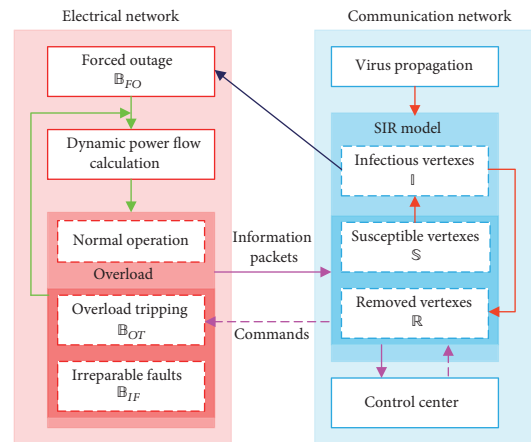 Electrical network
Forced outage
𝔹FO
Dynamic power flow
calculation
Normal operation
Overload
Overload tripping
𝔹OT
Irreparable faults
𝔹IF
Information
packets
Commands
Communication network
Virus propagation
SIR model
Infectious vertexes
𝕀
Susceptible vertexes
𝕊
Removed vertexes
ℝ
Control center